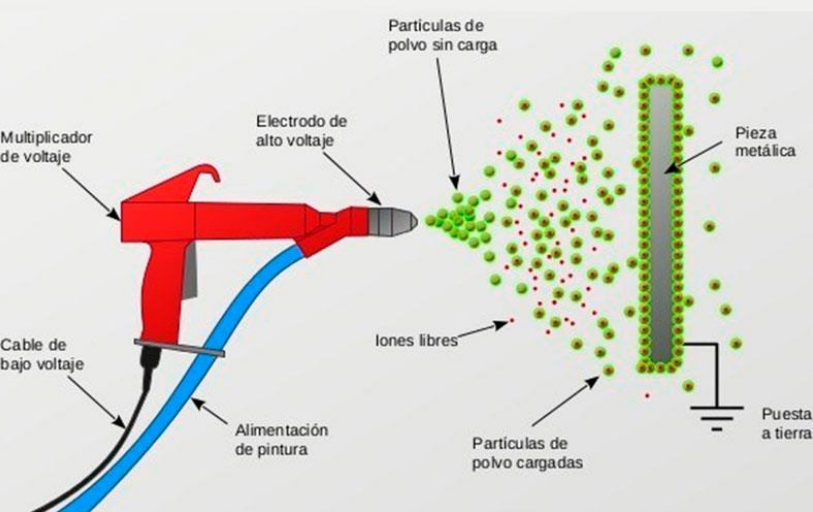 Partículas de
polvo sin carga
Electrodo de
alto voltaje
Multiplicador
de voltaje
Pieza
metálica
Iones libres
Cable de
bajo voltaje
Alimentación
de pintura
Partículas de
polvo cargadas
Puesta
a tierra